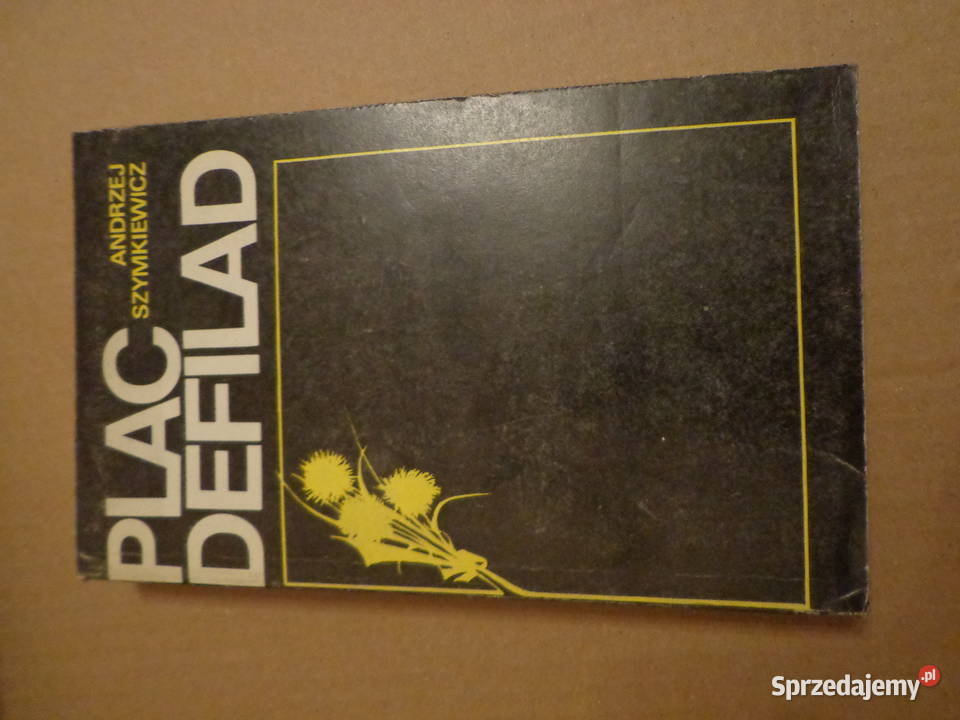 ANDRZEJ
PLAC SZYMKIEWICZ
DEFILAD
Sprzedajemy.pl